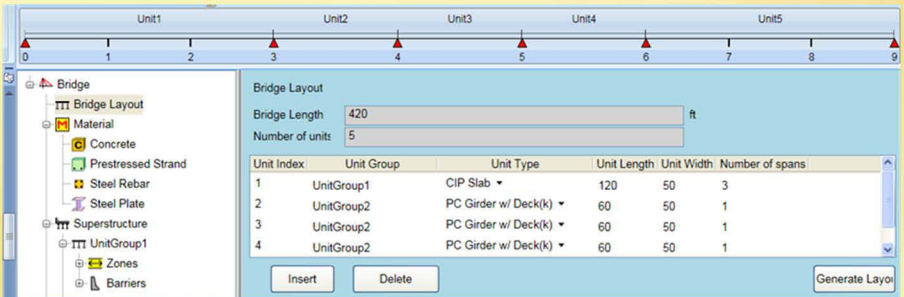 Unit1 Unit2 Unit3 Unit4 Unit5
0 1 2 3 4 5 6 7 8 9
Bridge
Bridge Layout
Material
Concrete
Prestressed Strand
Steel Rebar
Steel Plate
Superstructure
UnitGroup1
Zones
Barriers
Bridge Layout
Bridge Length 420 ft
Number of units 5
Unit Index Unit Group Unit Type Unit Length Unit Width Number of spans
1 UnitGroup1 CIP Slab 120 50 3
2 UnitGroup2 PC Girder w/ Deck(k) 60 50 1
3 UnitGroup2 PC Girder w/ Deck(k) 60 50 1
4 UnitGroup2 PC Girder w/ Deck(k) 60 50 1
Insert Delete Generate Layou